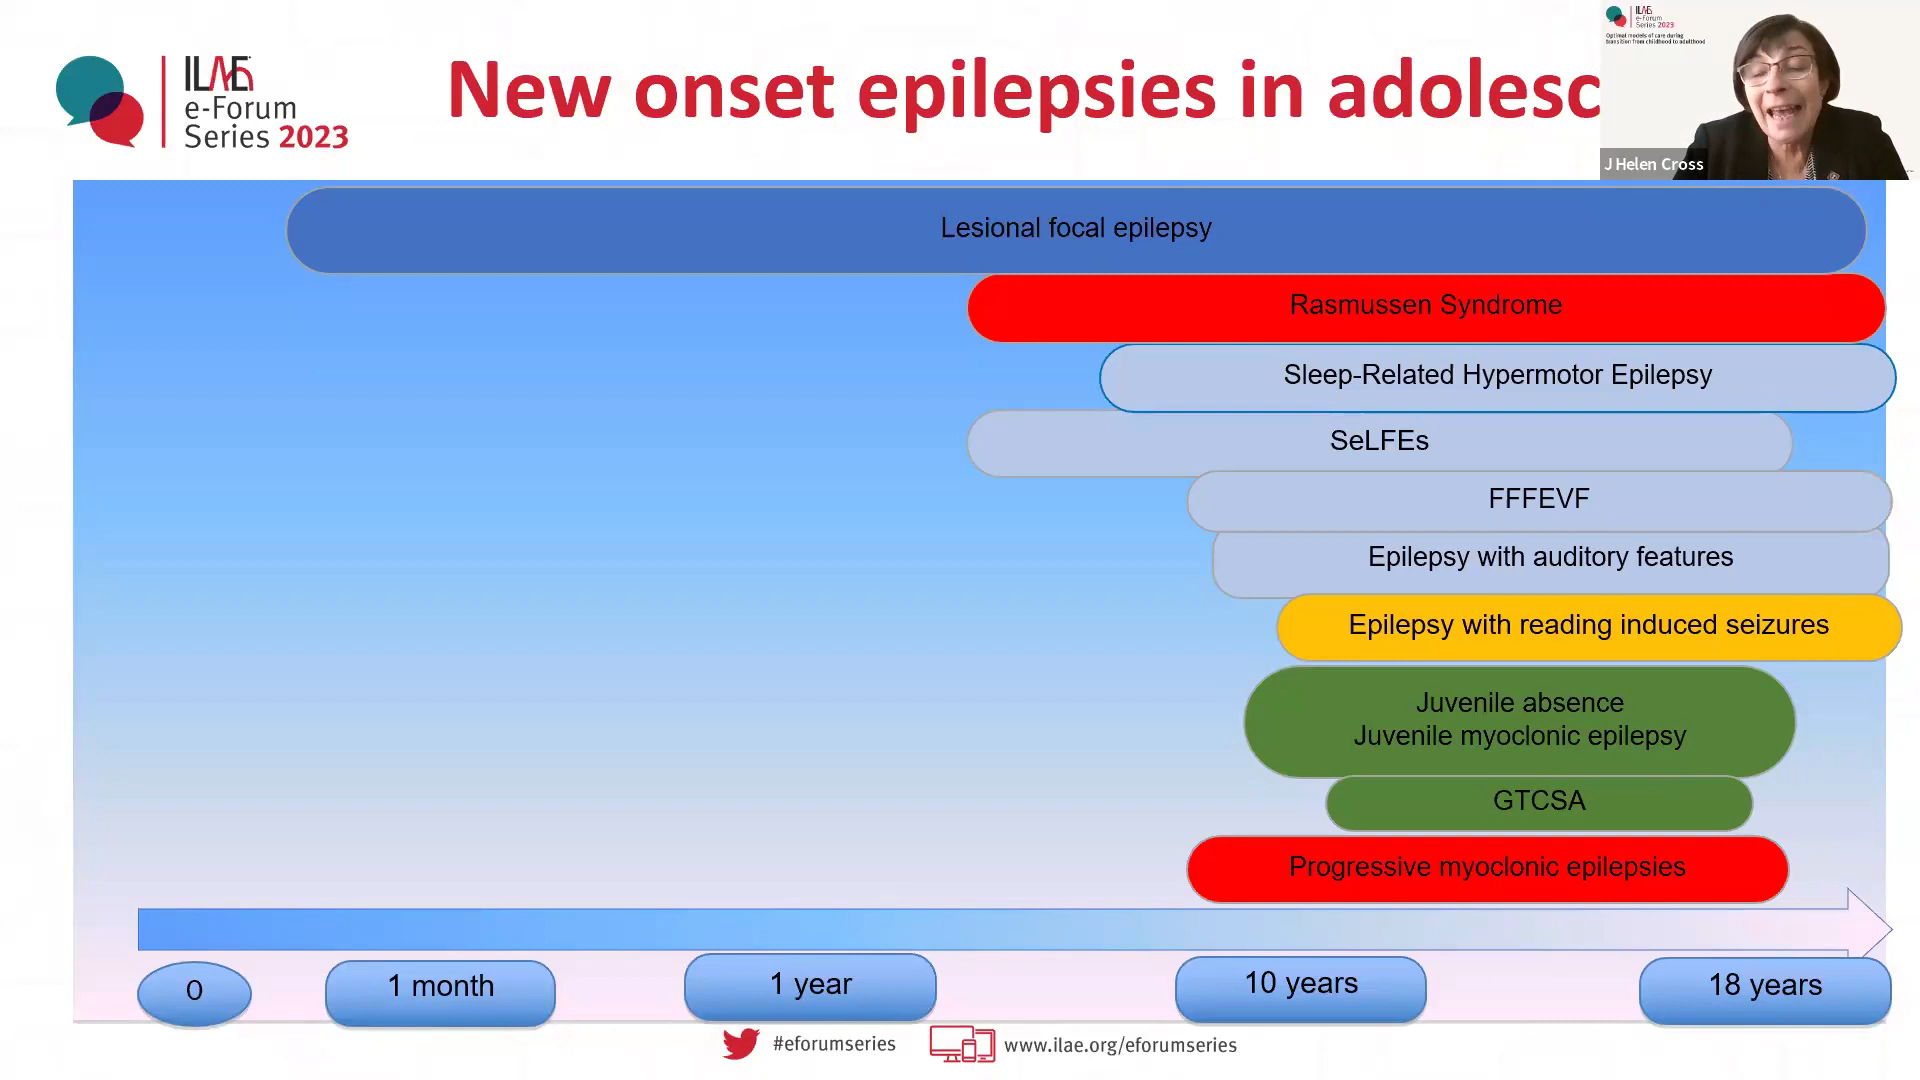 ILAE
e-Forum
Series 2023
New onset epilepsies in adolesc
ILAE
e-Forum
Series 2023
Optimal models of care during
transition from childhood to adulthood
J Helen Cross
Lesional focal epilepsy
Rasmussen Syndrome
Sleep-Related Hypermotor Epilepsy
SeLFEs
FFFEVF
Epilepsy with auditory features
Epilepsy with reading induced seizures
Juvenile absence
Juvenile myoclonic epilepsy
GTCSA
Progressive myoclonic epilepsies
0
1 month
1 year
10 years
18 years
#eforumseries
www.ilae.org/eforumseries